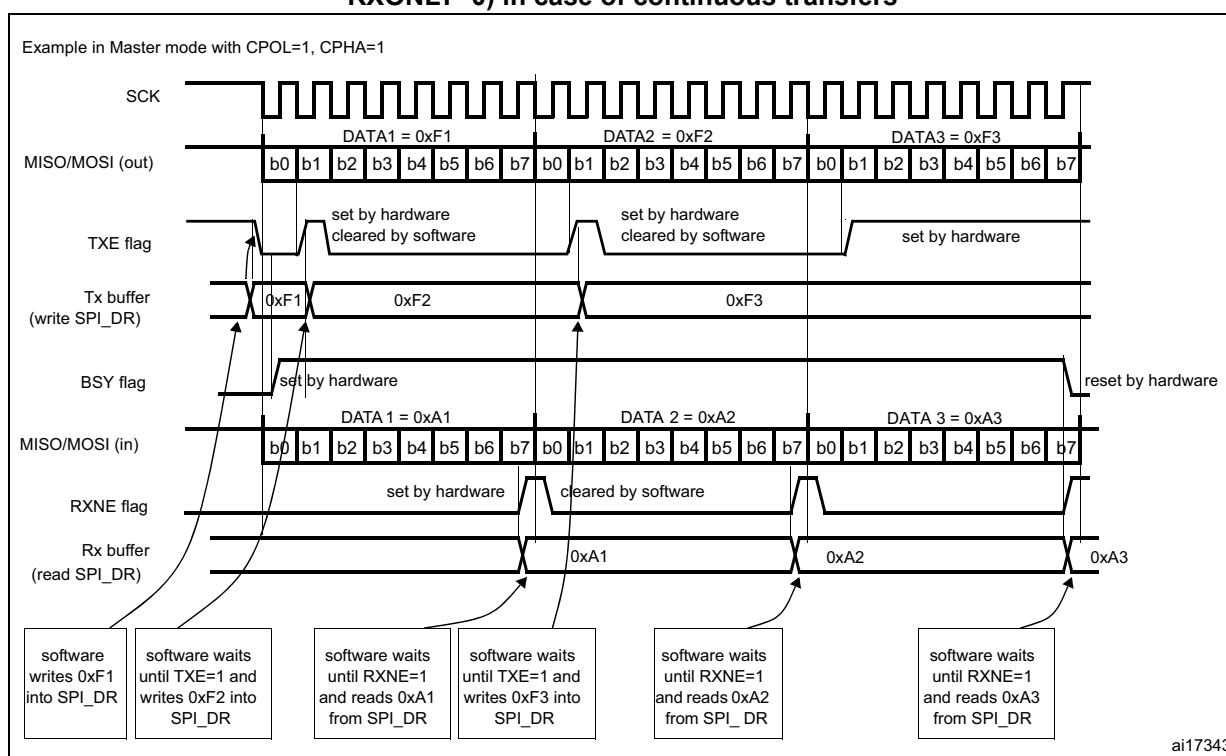 RXONLY=0) in case of continuous transfers
Example in Master mode with CPOL=1, CPHA=1
SCK
DATA1 = 0xF1
DATA2 = 0xF2
DATA3 = 0xF3
MISO/MOSI (out)
b0 b1 b2 b3 b4 b5 b6 b7 b0 b1 b2 b3 b4 b5 b6 b7 b0 b1 b2 b3 b4 b5 b6 b7
TXE flag
set by hardware
cleared by software
set by hardware
cleared by software
set by hardware
Tx buffer
(write SPI_DR)
0xF1
0xF2
0xF3
BSY flag
set by hardware
reset by hardware
DATA 1 = 0xA1
DATA 2 = 0xA2
DATA 3 = 0xA3
MISO/MOSI (in)
b0 b1 b2 b3 b4 b5 b6 b7 b0 b1 b2 b3 b4 b5 b6 b7 b0 b1 b2 b3 b4 b5 b6 b7
RXNE flag
set by hardware
cleared by software
Rx buffer
(read SPI_DR)
0xA1
0xA2
0xA3
software
writes 0xF1
into SPI_DR
software waits
until TXE=1 and
writes 0xF2 into
SPI_DR
software waits
until RXNE=1
and reads 0xA1
from SPI_DR
software waits
until TXE=1 and
writes 0xF3 into
SPI_DR
software waits
until RXNE=1
and reads 0xA2
from SPI_ DR
software waits
until RXNE=1
and reads 0xA3
from SPI_DR
ai17343